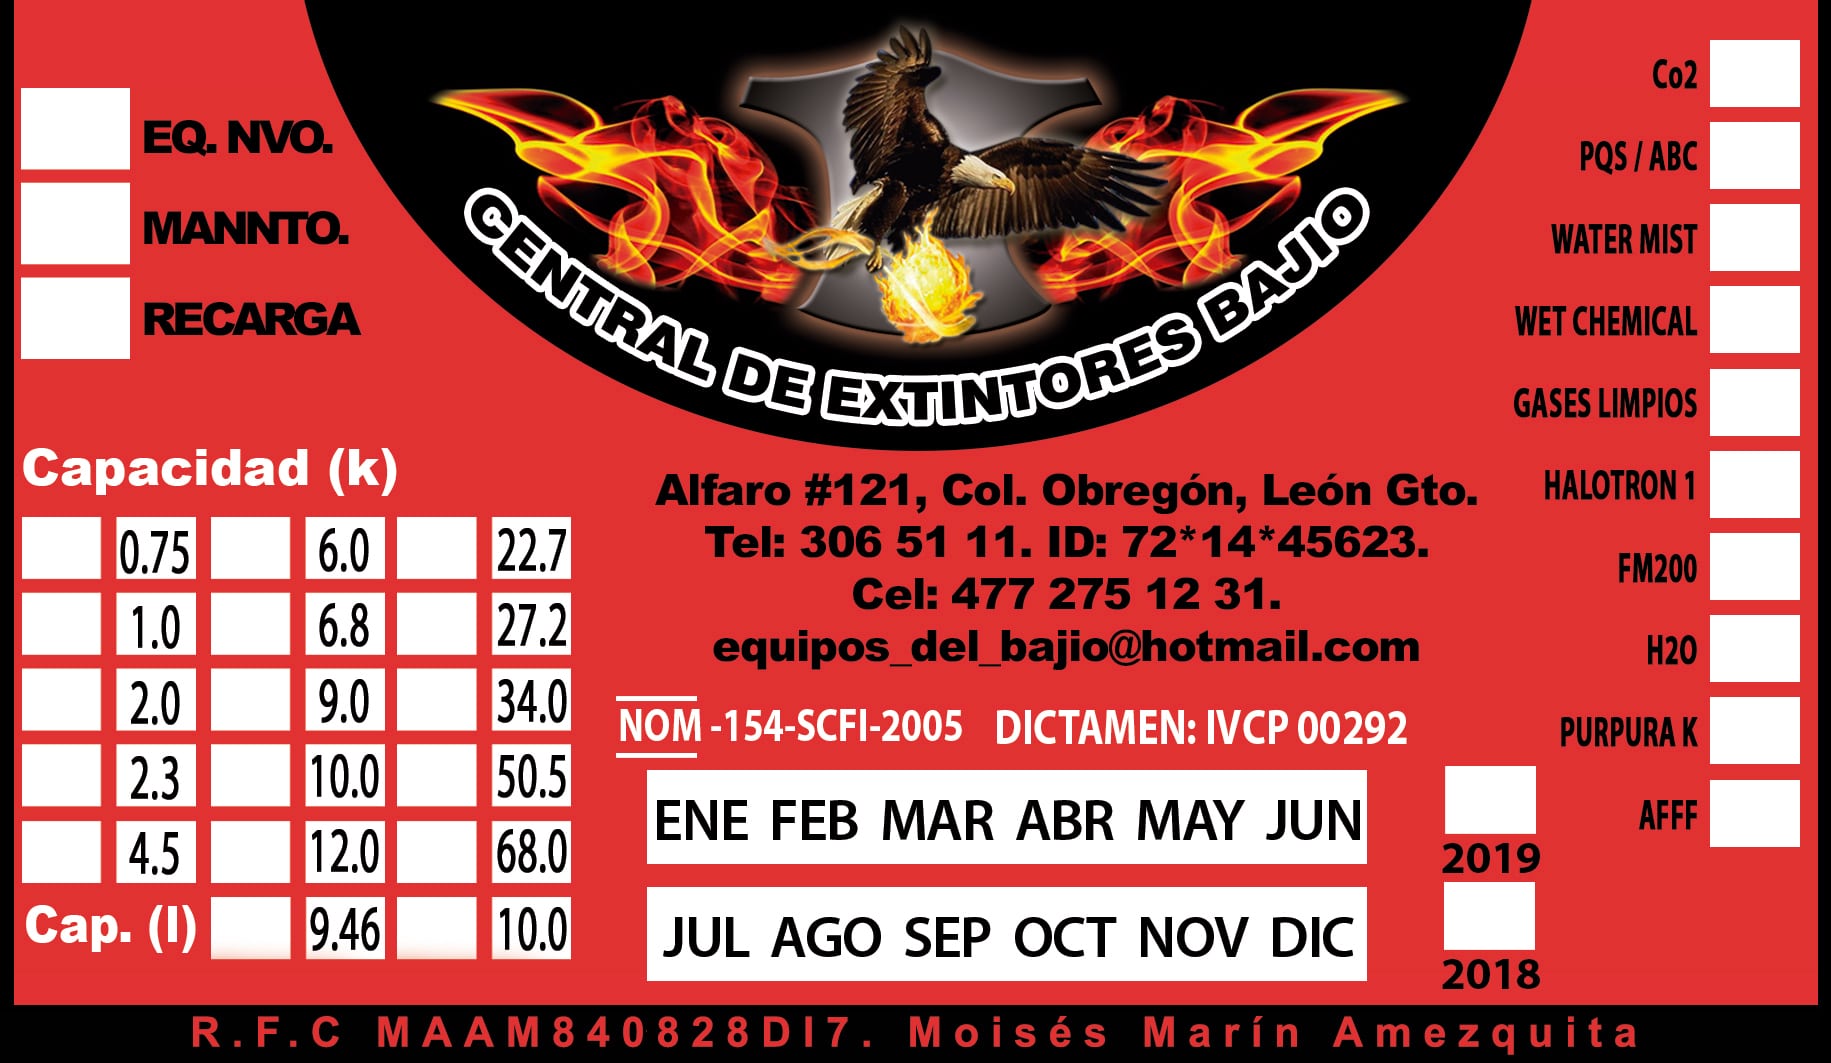 CENTRAL DE EXTINTORES BAJIO
EQ. NVO.
MANNTO.
RECARGA
Capacidad (k)
0.75 6.0 22.7
1.0 6.8 27.2
2.0 9.0 34.0
2.3 10.0 50.5
4.5 12.0 68.0
Cap. (l) 9.46 10.0
Alfaro #121, Col. Obregón, León Gto.
Tel: 306 51 11. ID: 72*14*45623.
Cel: 477 275 12 31.
equipos_del_bajio@hotmail.com
NOM -154-SCFI-2005 DICTAMEN: IVCP 00292
ENE FEB MAR ABR MAY JUN
JUL AGO SEP OCT NOV DIC
2019
2018
Co2
PQS / ABC
WATER MIST
WET CHEMICAL
GASES LIMPIOS
HALOTRON 1
FM200
H2O
PURPURA K
AFFF
R.F.C MAAM840828DI7. Moisés Marín Amezquita